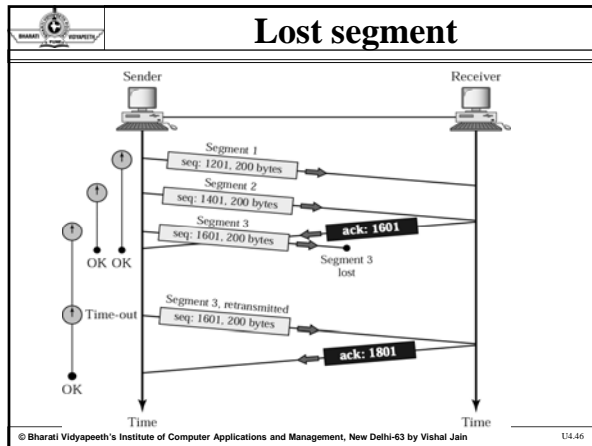 BHARATI VIDYAPEETH
Lost segment
Sender
Receiver
Segment 1
seq: 1201, 200 bytes
Segment 2
seq: 1401, 200 bytes
Segment 3
ack: 1601
seq: 1601, 200 bytes
OK OK
Segment 3
lost
Segment 3, retransmitted
Time-out
seq: 1601, 200 bytes
ack: 1801
OK
Time
Time
© Bharati Vidyapeeth's Institute of Computer Applications and Management, New Delhi-63 by Vishal Jain
U4.46